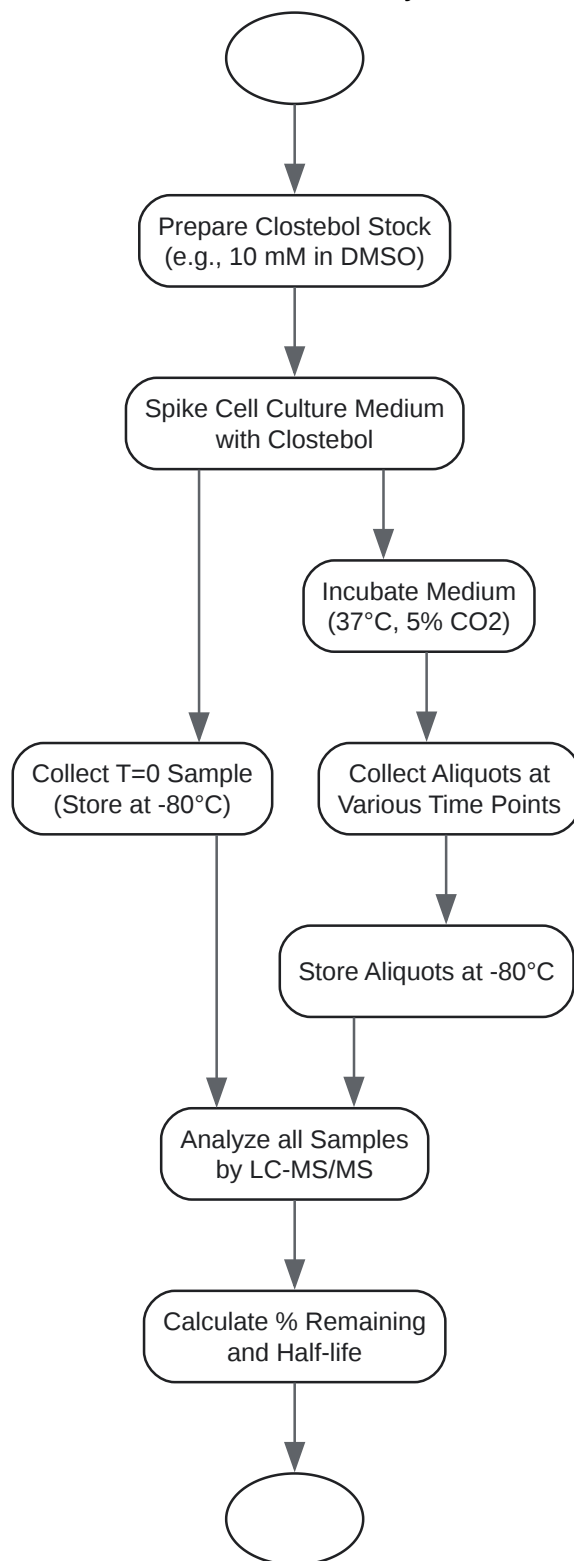 Prepare Clostebol Stock
(e.g., 10 mM in DMSO)
Spike Cell Culture Medium
with Clostebol
Incubate Medium
(37°C, 5% CO2)
Collect T=0 Sample
(Store at -80°C)
Collect Aliquots at
Various Time Points
Store Aliquots at -80°C
Analyze all Samples
by LC-MS/MS
Calculate % Remaining
and Half-life